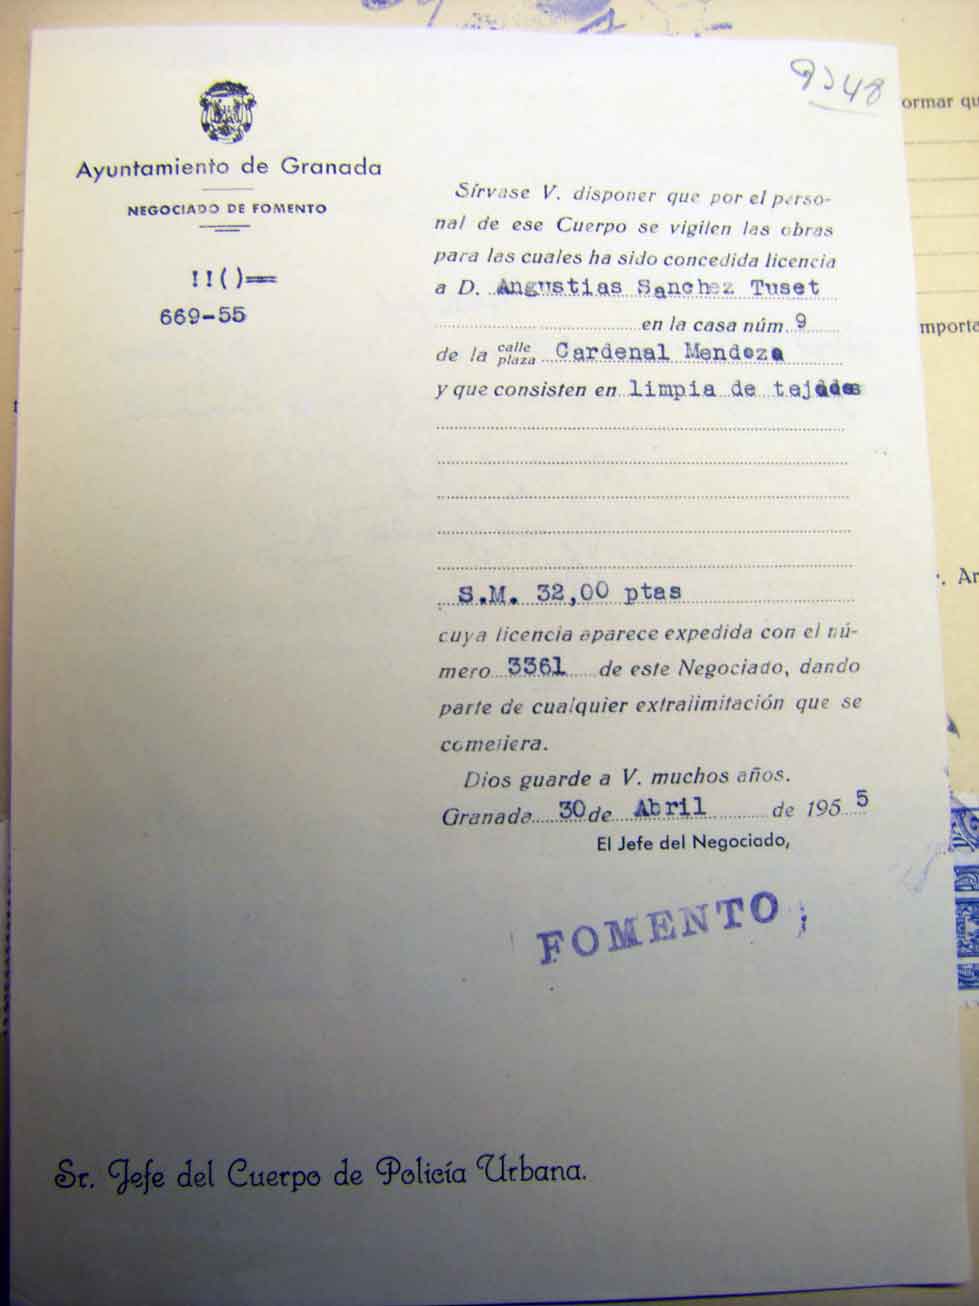 Ayuntamiento de Granada
NEGOCIADO DE FOMENTO
!!()==
669-55
Sírvase V. disponer que por el perso-
nal de ese Cuerpo se vigilen las obras
para las cuales ha sido concedida licencia
a D. Angustias Sanchez Tuset
en la casa núm. 9
de la calle plaza Cardenal Mendoza
y que consisten en limpia de tejados
S.M. 32,00 ptas
cuya licencia aparece expedida con el nú-
mero 3361 de este Negociado, dando
parte de cualquier extralimitación que se
cometiera.
Dios guarde a V. muchos años.
Granada 30 de Abril de 1955
El Jefe del Negociado,
FOMENTO
Sr. Jefe del Cuerpo de Policía Urbana.
ormar qu
mporte
. Ar